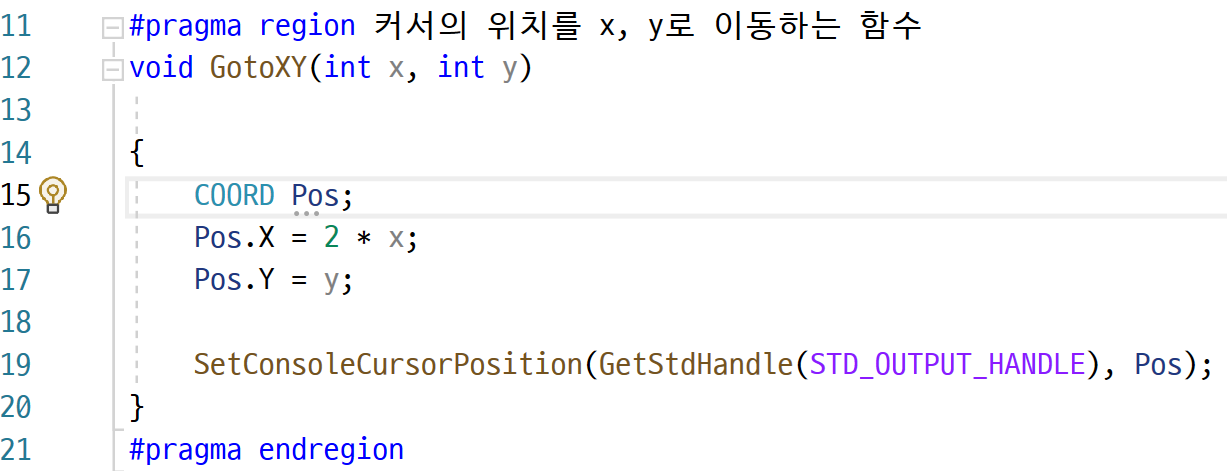 11 #pragma region 커서의 위치를 x, y로 이동하는 함수
12 void GotoXY(int x, int y)
13
14 {
15     COORD Pos;
16     Pos.X = 2 * x;
17     Pos.Y = y;
18
19     SetConsoleCursorPosition(GetStdHandle(STD_OUTPUT_HANDLE), Pos);
20 }
21 #pragma endregion